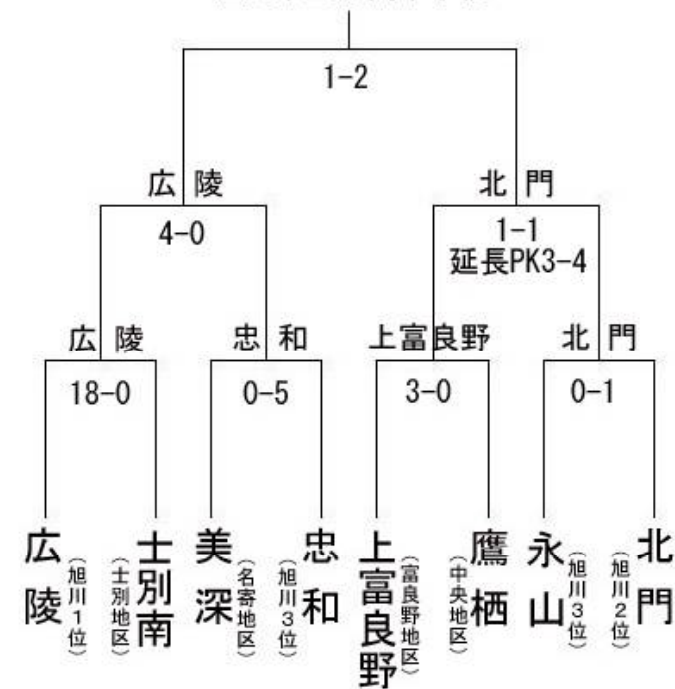 1-2
広陵
北門
4-0
1-1
延長PK3-4
広陵
忠和
上富良野
北門
18-0
0-5
3-0
0-1
広陵
（旭川1位）
士別南
（士別地区）
美深
（名寄地区）
忠和
（旭川3位）
上富良野
（富良野地区）
鷹栖
（中央地区）
永山
（旭川3位）
北門
（旭川2位）